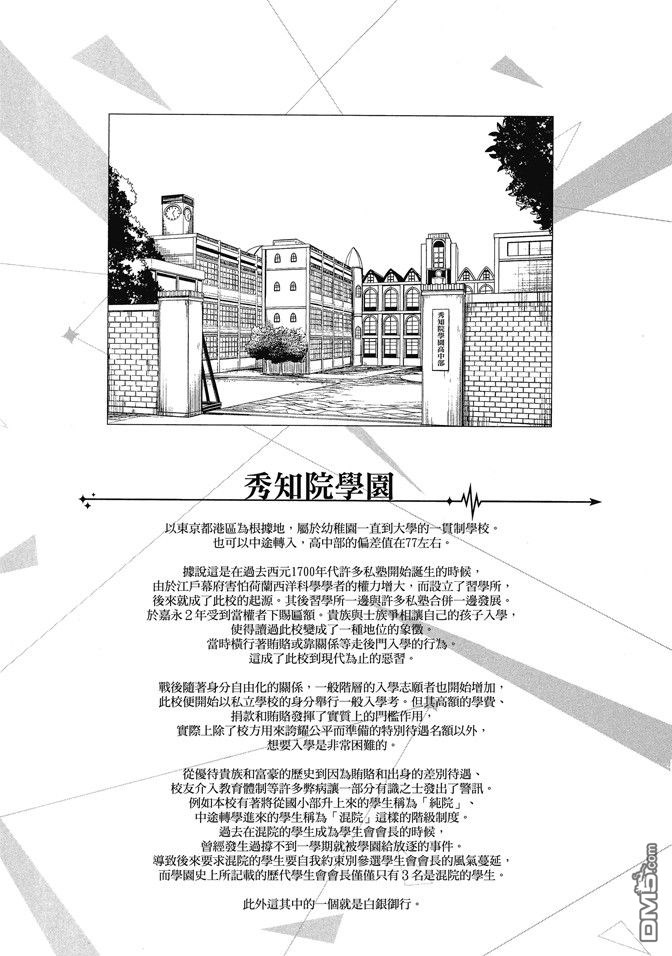 秀知院學園高中部
秀知院學園
以東京都港區為根據地，屬於幼稚園一直到大學的一貫制學校。
也可以中途轉入，高中部的偏差值在77左右。
據說這是在過去西元1700年代許多私塾開始誕生的時候，
由於江戶幕府害怕荷蘭西洋科學學者的權力增大，而設立了習學所，
後來就成了此校的起源。其後習學所一邊與許多私塾合併一邊發展。
於嘉永２年受到當權者下賜匾額。貴族與士族爭相讓自己的孩子入學，
使得讀過此校變成了一種地位的象徵。
當時橫行著賄賂或靠關係等走後門入學的行為。
這成了此校到現代為止的惡習。
戰後隨著身分自由化的關係，一般階層的入學志願者也開始增加，
此校便開始以私立學校的身分舉行一般入學考。但其高額的學費、
捐款和賄賂發揮了實質上的門檻作用，
實際上除了校方用來誇耀公平而準備的特別待遇名額以外，
想要入學是非常困難的。
從優待貴族和富豪的歷史到因為賄賂和出身的差別待遇、
校友介入教育體制等許多弊病讓一部分有識之士發出了警訊。
例如本校有著將從國小部升上來的學生稱為「純院」、
中途轉學進來的學生稱為「混院」這樣的階級制度。
過去在混院的學生成為學生會會長的時候，
曾經發生過撐不到一學期就被學園給放逐的事件。
導致後來要求混院的學生要自我約束別參選學生會會長的風氣蔓延，
而學園史上所記載的歷代學生會會長僅僅只有３名是混院的學生。
此外這其中的一個就是白銀御行。
DM5.com